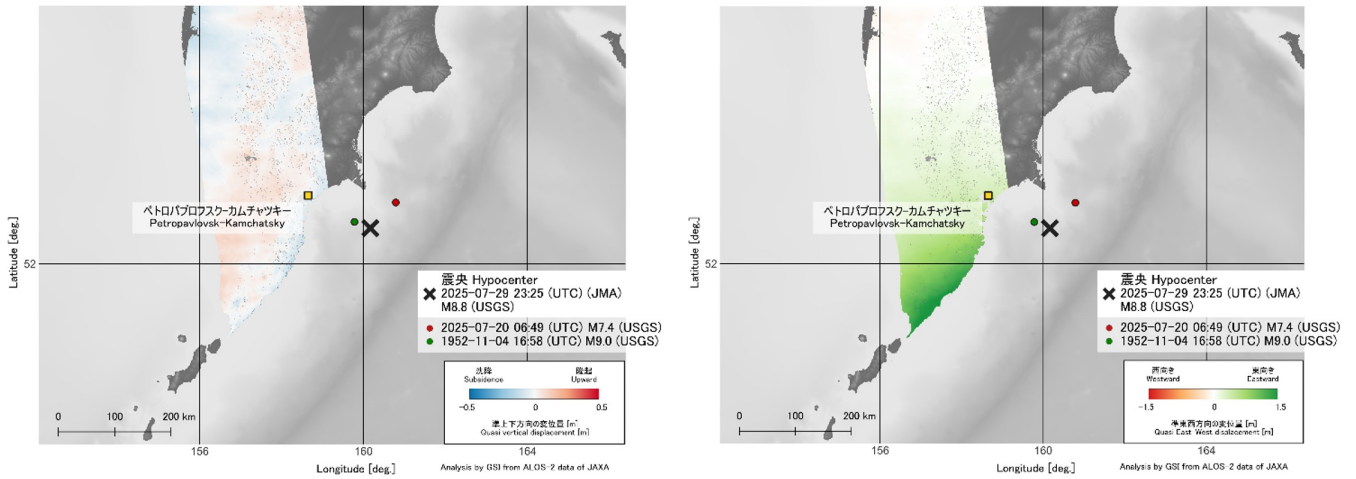 ペトロパブロフスク-カムチャツキー
Petropavlovsk-Kamchatsky
Latitude [deg.]
52
震央 Hypocenter
2025-07-29 23:25 (UTC) (JMA)
M8.8 (USGS)
2025-07-20 06:49 (UTC) M7.4 (USGS)
1952-11-04 16:58 (UTC) M9.0 (USGS)
沈降 隆起
Subsidence Upward
-0.5 0 0.5
準上下方向の変位量 [m]
Quasi vertical displacement [m]
0 100 200 km
156 160 164
Longitude [deg.]
Analysis by GSI from ALOS-2 data of JAXA
ペトロパブロフスク-カムチャツキー
Petropavlovsk-Kamchatsky
Latitude [deg.]
52
震央 Hypocenter
2025-07-29 23:25 (UTC) (JMA)
M8.8 (USGS)
2025-07-20 06:49 (UTC) M7.4 (USGS)
1952-11-04 16:58 (UTC) M9.0 (USGS)
西向き 東向き
Westward Eastward
-1.5 0 1.5
準東西方向の変位量 [m]
Quasi East-West displacement [m]
0 100 200 km
156 160 164
Longitude [deg.]
Analysis by GSI from ALOS-2 data of JAXA